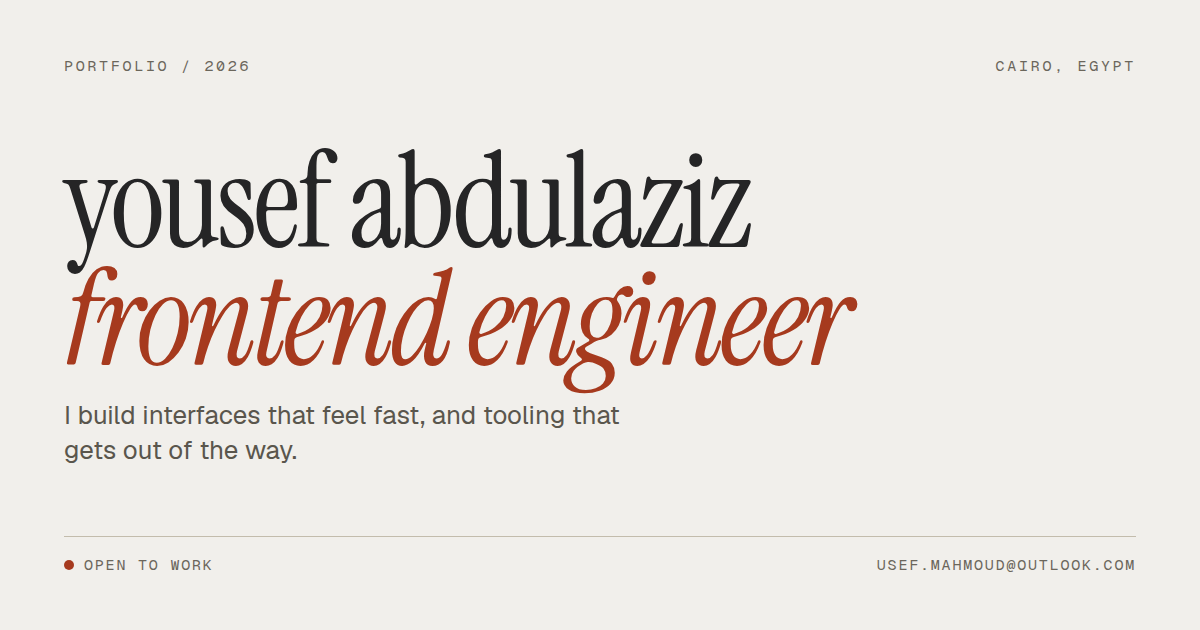 PORTFOLIO / 2026
CAIRO, EGYPT
yousef abdulaziz
frontend engineer
I build interfaces that feel fast, and tooling that
gets out of the way.
OPEN TO WORK
USEF.MAHMOUD@OUTLOOK.COM